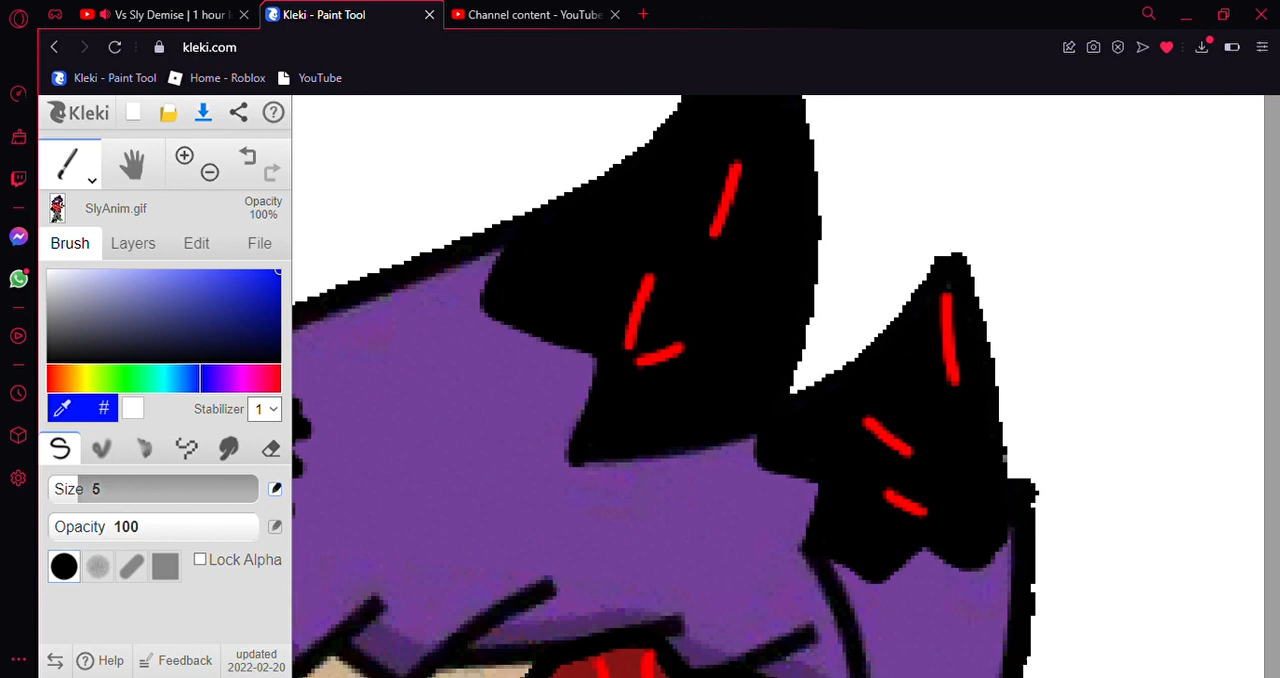 Vs Sly Demise | 1 hour
Kleki - Paint Tool
Channel content - YouTube
kleki.com
Kleki - Paint Tool
Home - Roblox
YouTube
Kleki
SlyAnim.gif
Opacity
100%
Brush
Layers
Edit
File
#
Stabilizer
1
Size 5
Opacity 100
Lock Alpha
Help
Feedback
updated
2022-02-20